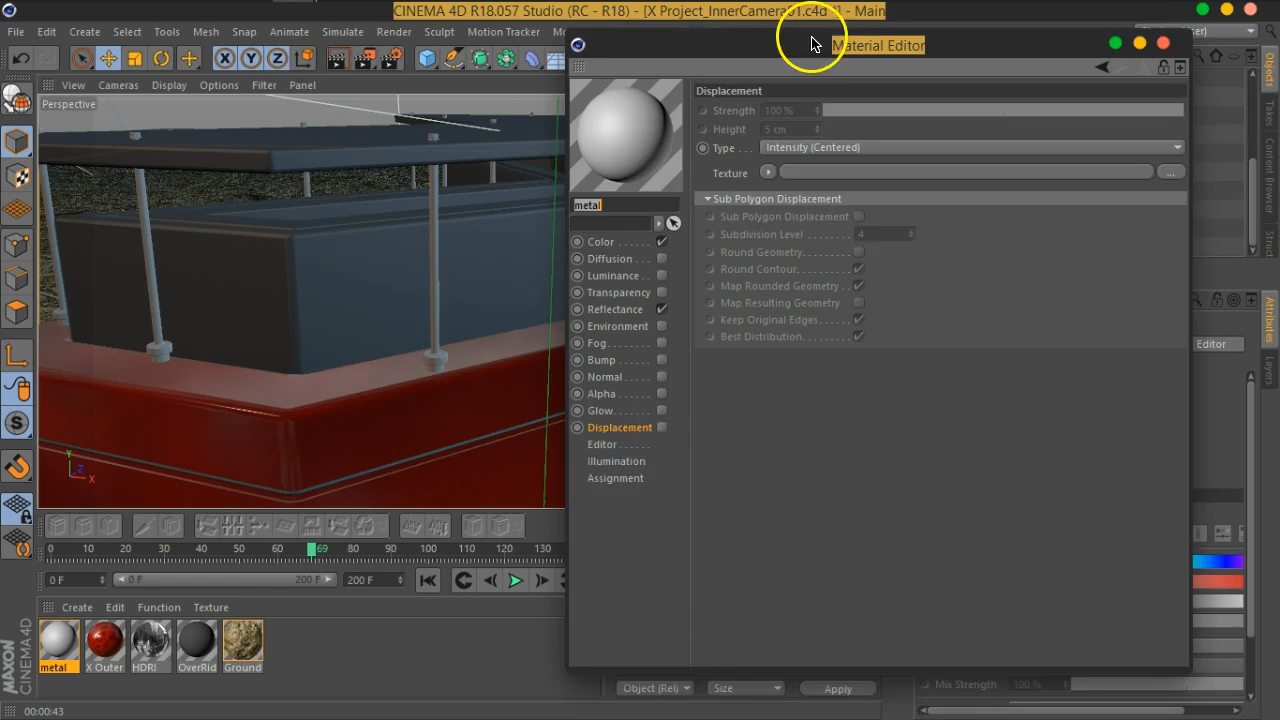 CINEMA 4D R18.057 Studio (RC - R18) - [X Project_InnerCamera01.c4d *] - Main
File Edit Create Select Tools Mesh Snap Animate Simulate Render Sculpt Motion Tracker
Material Editor
View Cameras Display Options Filter Panel
Perspective
Displacement
Strength 100 %
Height 5 cm
Type . . . Intensity (Centered)
Texture ...
metal
Sub Polygon Displacement
Sub Polygon Displacement
Subdivision Level . . . . . . . . 4
Round Geometry. . . . . . . . . .
Round Contour. . . . . . . . . . .
Map Rounded Geometry . .
Map Resulting Geometry
Keep Original Edges. . . . . .
Best Distribution. . . . . . . . .
Color . . . . . .
Diffusion . . .
Luminance. . .
Transparency
Reflectance
Environment
Fog. . . . . . . .
Bump . . . . . .
Normal . . . . .
Alpha . . . . . .
Glow. . . . . . .
Displacement
Editor . . . . . .
Illumination
Assignment
Objects
Takes
Content Browser
Attributes
Layers
Editor
0 10 20 30 40 50 60 69 80 90 100 110 120 130
0 F 0 F 200 F 200 F
Create Edit Function Texture
metal X Outer HDRI OverRid Ground
Object (Rel) Size Apply
Mix Strength 100 %
MAXON CINEMA 4D
00:00:43